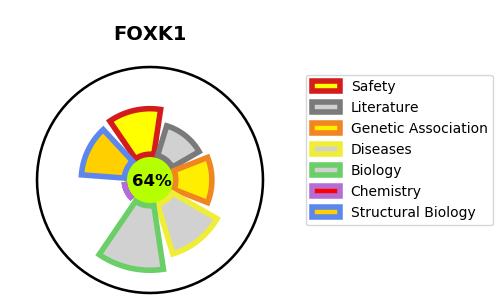 FOXK1
64%
Safety
Literature
Genetic Association
Diseases
Biology
Chemistry
Structural Biology